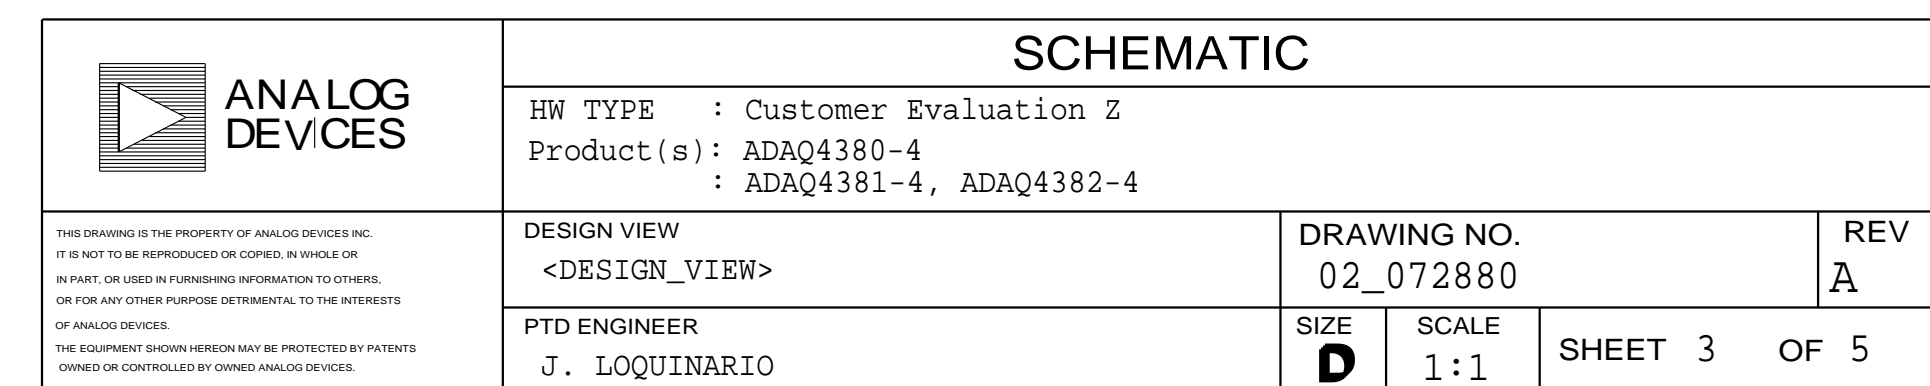 ANALOG
DEVICES
SCHEMATIC
HW TYPE : Customer Evaluation Z
Product(s): ADAQ4380-4
: ADAQ4381-4, ADAQ4382-4
THIS DRAWING IS THE PROPERTY OF ANALOG DEVICES INC.
IT IS NOT TO BE REPRODUCED OR COPIED, IN WHOLE OR
IN PART, OR USED IN FURNISHING INFORMATION TO OTHERS,
OR FOR ANY OTHER PURPOSE DETRIMENTAL TO THE INTERESTS
OF ANALOG DEVICES.
THE EQUIPMENT SHOWN HEREON MAY BE PROTECTED BY PATENTS
OWNED OR CONTROLLED BY OWNED ANALOG DEVICES.
DESIGN VIEW
<DESIGN_VIEW>
DRAWING NO.
02_072880
REV
A
PTD ENGINEER
J. LOQUINARIO
SIZE
D
SCALE
1:1
SHEET 3 OF 5